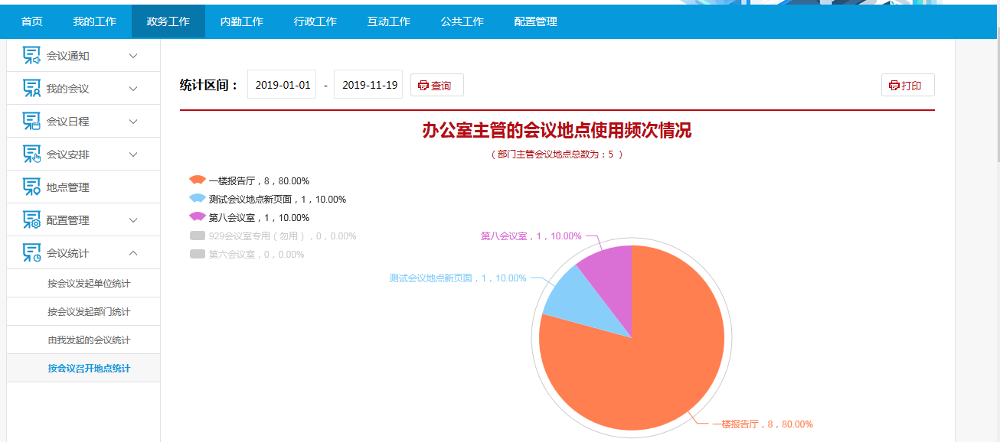 首页 我的工作 政务工作 内勤工作 行政工作 互动工作 公共工作 配置管理
会议通知
我的会议
会议日程
会议安排
地点管理
配置管理
会议统计
按会议发起单位统计
按会议发起部门统计
由我发起的会议统计
按会议召开地点统计
统计区间： 2019-01-01 - 2019-11-19 查询 打印
办公室主管的会议地点使用频次情况
（ 部门主管会议地点总数为：5 ）
一楼报告厅，8，80.00%
测试会议地点新页面，1，10.00%
第八会议室，1，10.00%
929会议室专用（勿用），0，0.00%
第六会议室，0，0.00%
第八会议室，1，10.00%
测试会议地点新页面，1，10.00%
一楼报告厅，8，80.00%